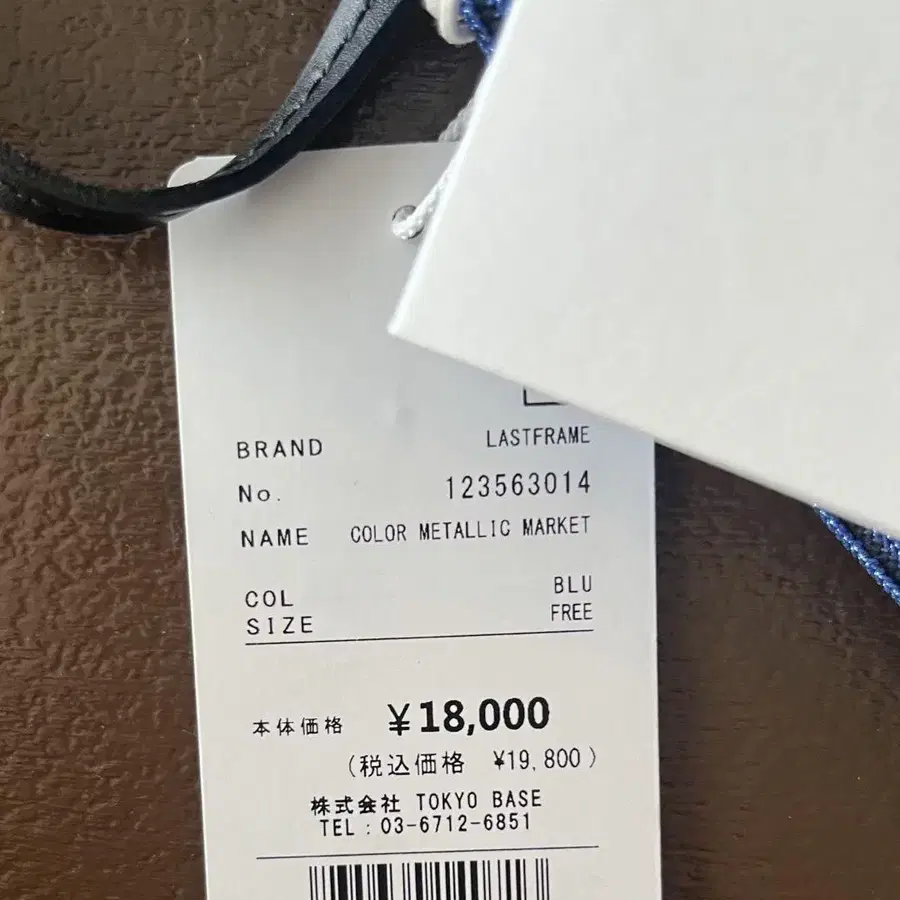 BRAND LASTFRAME
No. 123563014
NAME COLOR METALLIC MARKET
COL BLU
SIZE FREE
本体価格 ¥18,000
(税込価格 ¥19,800)
株式会社 TOKYO BASE
TEL : 03-6712-6851